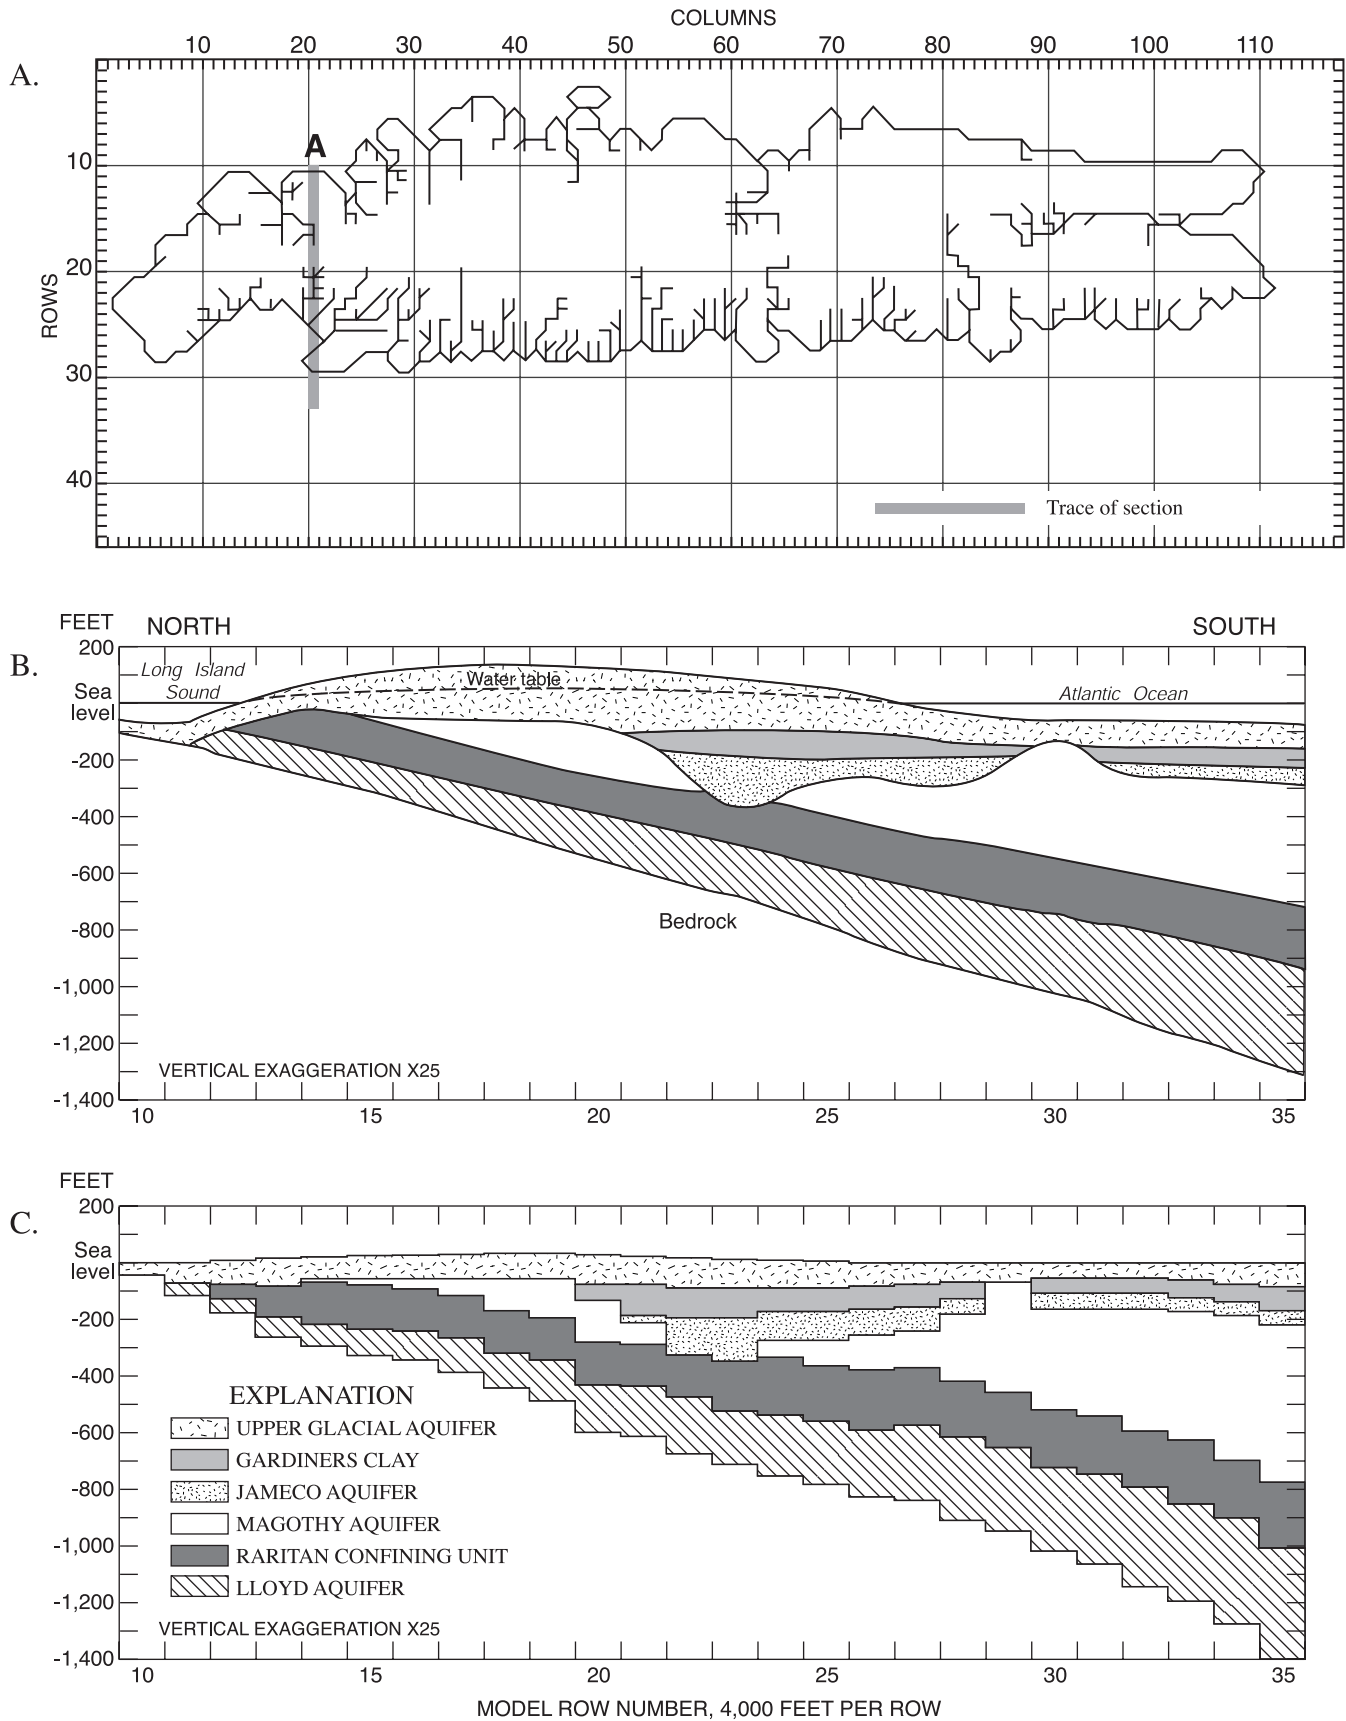 COLUMNS
10 20 30 40 50 60 70 80 90 100 110
A.
A
10
20
ROWS
30
40
Trace of section
FEET
NORTH
SOUTH
200
B.
Long Island
Sound
Water table
Atlantic Ocean
Sea
level
-200
-400
-600
-800
Bedrock
-1,000
-1,200
VERTICAL EXAGGERATION X25
-1,400
10 15 20 25 30 35
FEET
200
C.
Sea
level
-200
-400
EXPLANATION
UPPER GLACIAL AQUIFER
-600
GARDINERS CLAY
-800
JAMECO AQUIFER
MAGOTHY AQUIFER
-1,000
RARITAN CONFINING UNIT
LLOYD AQUIFER
-1,200
VERTICAL EXAGGERATION X25
-1,400
10 15 20 25 30 35
MODEL ROW NUMBER, 4,000 FEET PER ROW